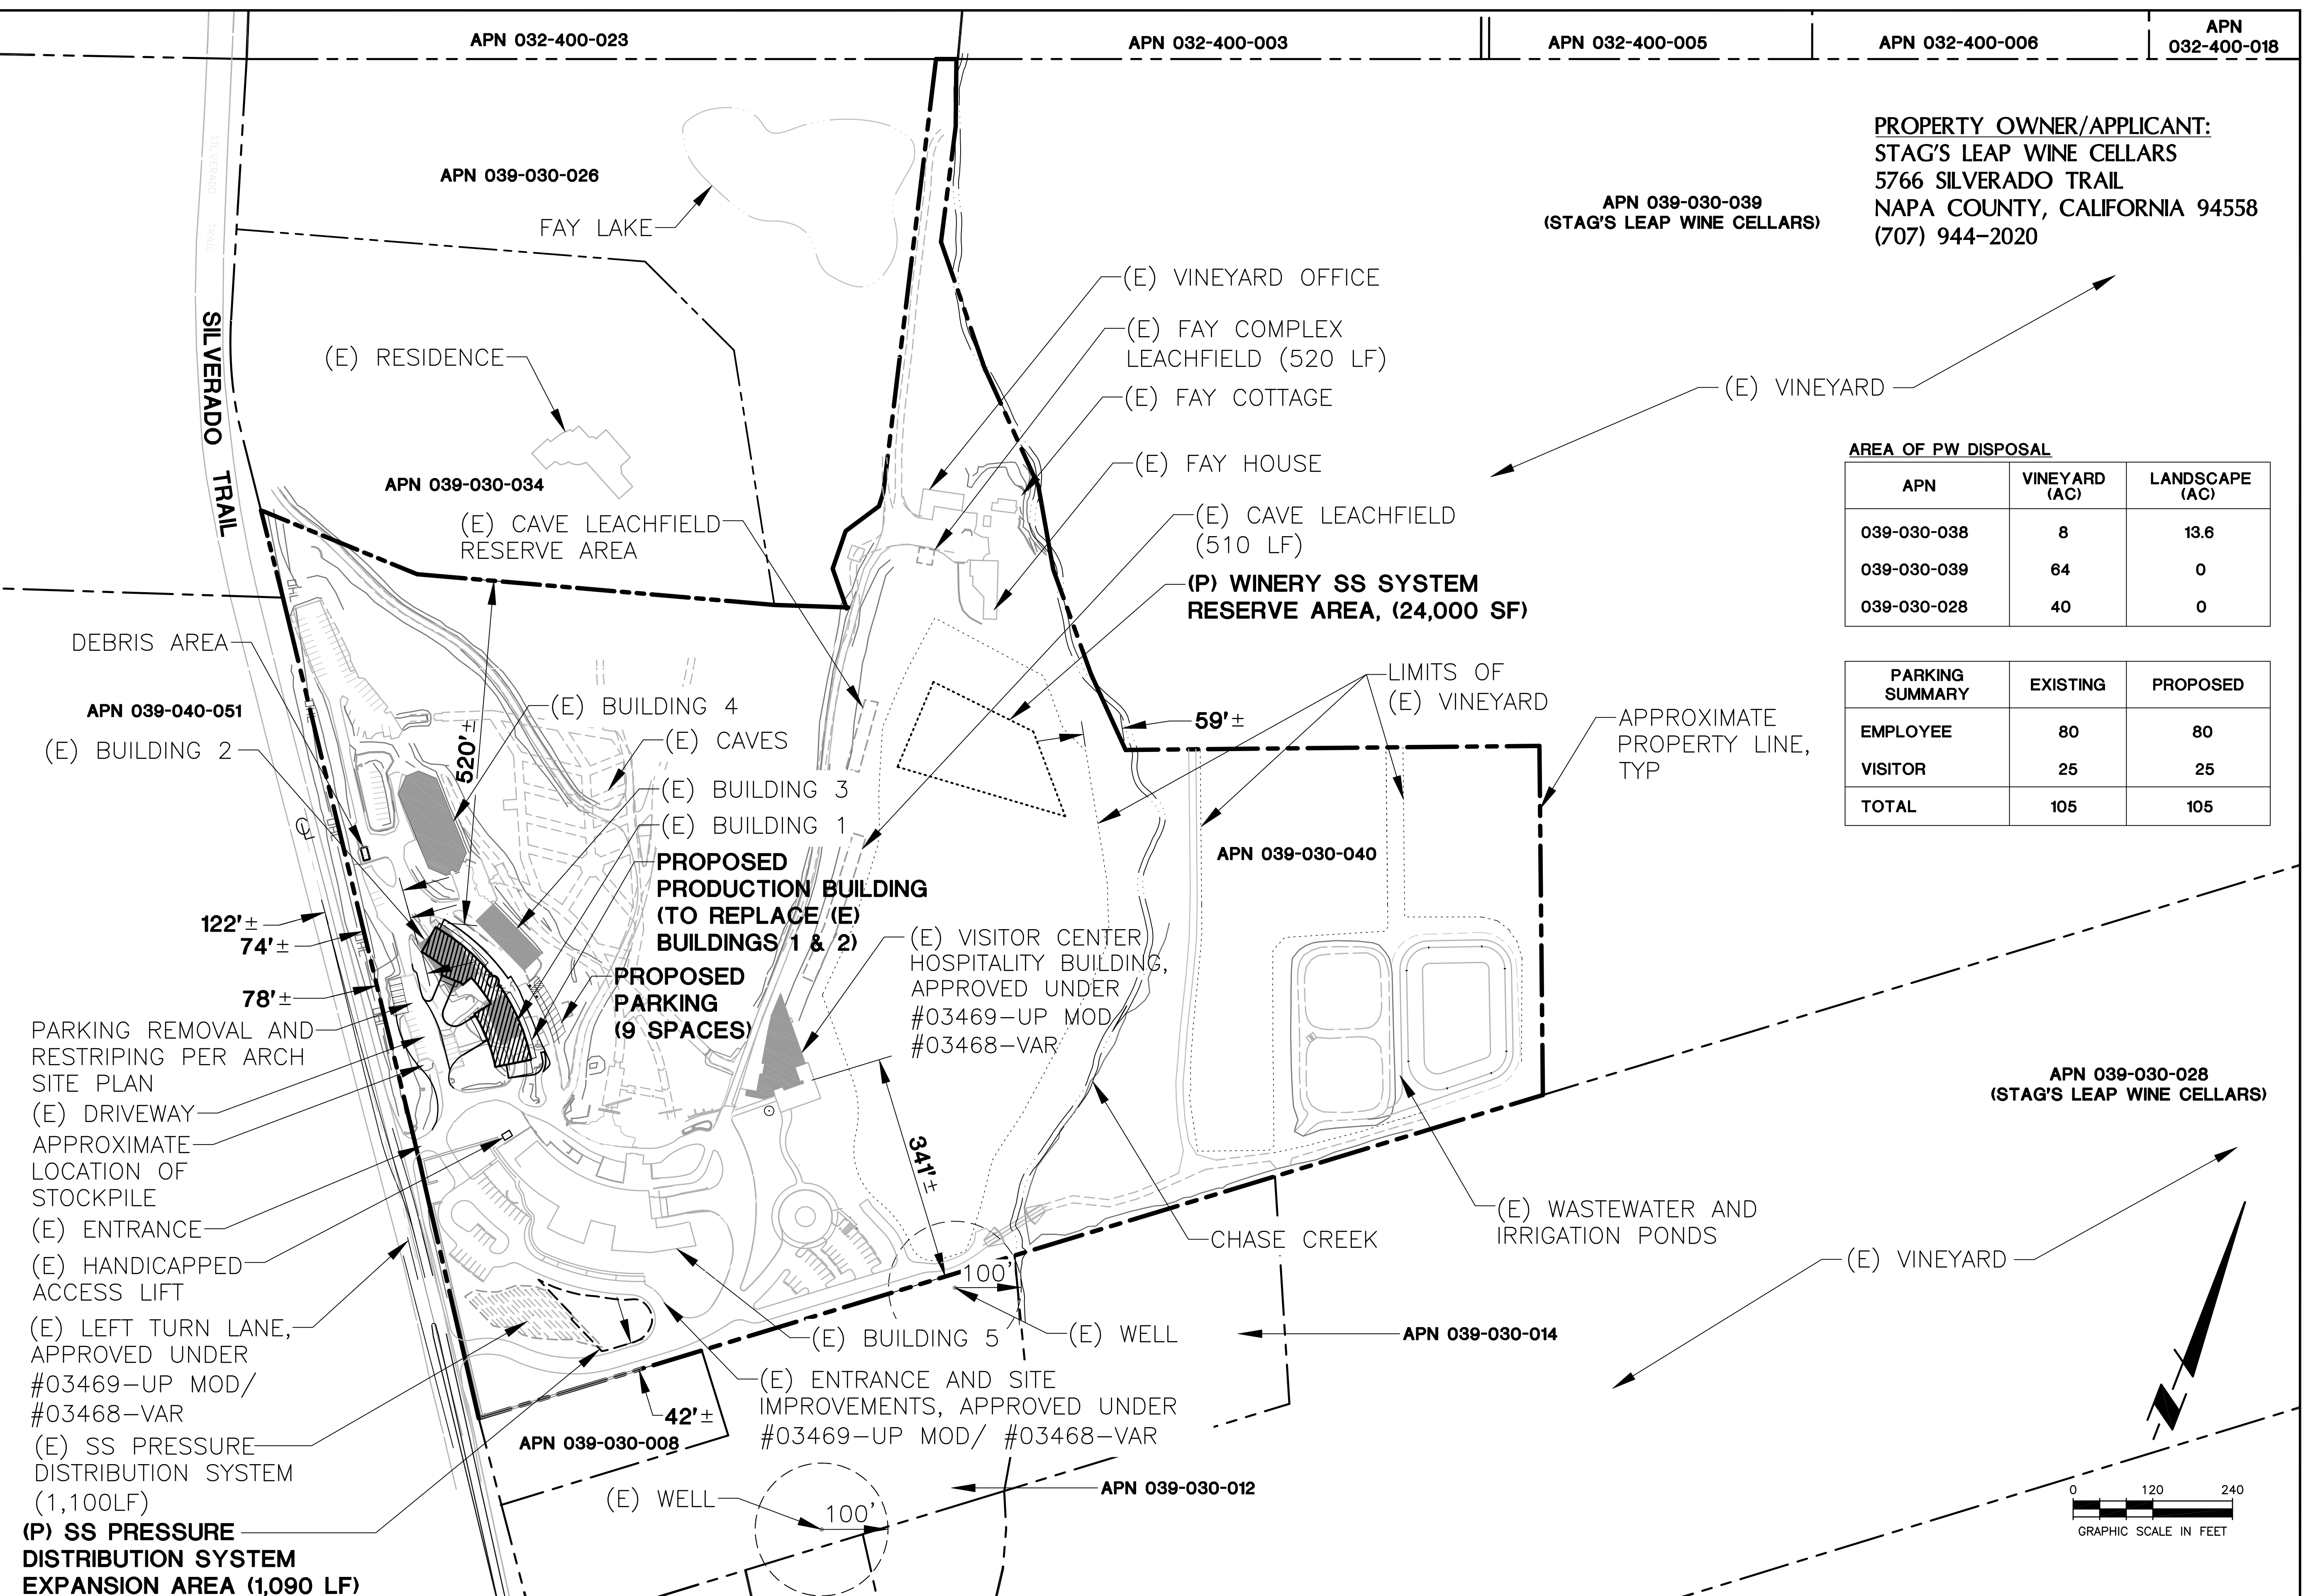 APN 032-400-023
APN 032-400-003
APN 032-400-005
APN 032-400-006
APN
032-400-018
PROPERTY OWNER/APPLICANT:
STAG'S LEAP WINE CELLARS
5766 SILVERADO TRAIL
NAPA COUNTY, CALIFORNIA 94558
(707) 944-2020
SILVERADO TRAIL
APN 039-030-026
FAY LAKE
APN 039-030-039
(STAG'S LEAP WINE CELLARS)
(E) VINEYARD OFFICE
(E) FAY COMPLEX
LEACHFIELD (520 LF)
(E) FAY COTTAGE
(E) FAY HOUSE
(E) CAVE LEACHFIELD
(510 LF)
(P) WINERY SS SYSTEM
RESERVE AREA, (24,000 SF)
(E) VINEYARD
SILVERADO TRAIL
(E) RESIDENCE
APN 039-030-034
(E) CAVE LEACHFIELD
RESERVE AREA
AREA OF PW DISPOSAL
APN VINEYARD (AC) LANDSCAPE (AC)
039-030-038 8 13.6
039-030-039 64 0
039-030-028 40 0
PARKING SUMMARY EXISTING PROPOSED
EMPLOYEE 80 80
VISITOR 25 25
TOTAL 105 105
LIMITS OF
(E) VINEYARD
59'±
APPROXIMATE
PROPERTY LINE,
TYP
DEBRIS AREA
APN 039-040-051
(E) BUILDING 2
520'±
(E) BUILDING 4
(E) CAVES
(E) BUILDING 3
(E) BUILDING 1
PROPOSED
PRODUCTION BUILDING
(TO REPLACE (E)
BUILDINGS 1 & 2)
PROPOSED
PARKING
(9 SPACES)
APN 039-030-040
(E) VISITOR CENTER
HOSPITALITY BUILDING,
APPROVED UNDER
#03469-UP MOD/
#03468-VAR
122'±
74'±
78'±
PARKING REMOVAL AND
RESTRIPING PER ARCH
SITE PLAN
(E) DRIVEWAY
APPROXIMATE
LOCATION OF
STOCKPILE
(E) ENTRANCE
(E) HANDICAPPED
ACCESS LIFT
(E) LEFT TURN LANE,
APPROVED UNDER
#03469-UP MOD/
#03468-VAR
(E) SS PRESSURE
DISTRIBUTION SYSTEM
(1,100LF)
(P) SS PRESSURE
DISTRIBUTION SYSTEM
EXPANSION AREA (1,090 LF)
341'±
100'
(E) BUILDING 5
(E) WELL
(E) ENTRANCE AND SITE
IMPROVEMENTS, APPROVED UNDER
#03469-UP MOD/ #03468-VAR
42'±
APN 039-030-008
(E) WELL
100'
APN 039-030-012
APN 039-030-014
CHASE CREEK
(E) WASTEWATER AND
IRRIGATION PONDS
APN 039-030-028
(STAG'S LEAP WINE CELLARS)
(E) VINEYARD
0 120 240
GRAPHIC SCALE IN FEET